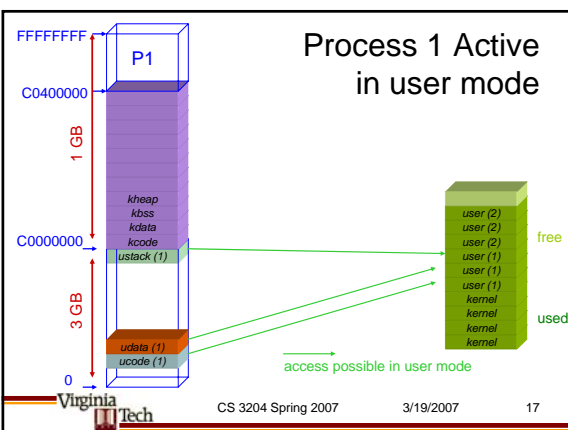 Process 1 Active
in user mode
FFFFFFFF
P1
C0400000
1 GB
kheap
kbss
kdata
kcode
C0000000
ustack (1)
3 GB
udata (1)
ucode (1)
0
user (2)
user (2)
user (2)
user (1)
user (1)
user (1)
kernel
kernel
kernel
kernel
free
used
access possible in user mode
Virginia
Tech
CS 3204 Spring 2007
3/19/2007
17